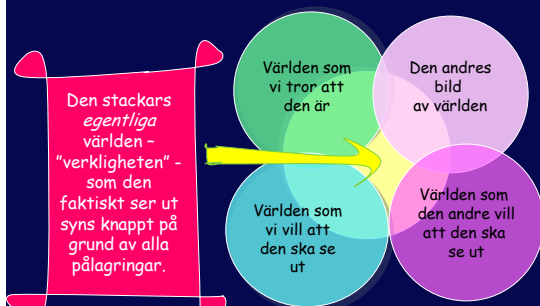 Den stackars
egentliga
världen –
"verkligheten" -
som den
faktiskt ser ut
syns knappt på
grund av alla
pålagringar.
Världen som
vi tror att
den är
Den andres
bild
av världen
Världen som
vi vill att
den ska se
ut
Världen som
den andre vill
att den ska
se ut